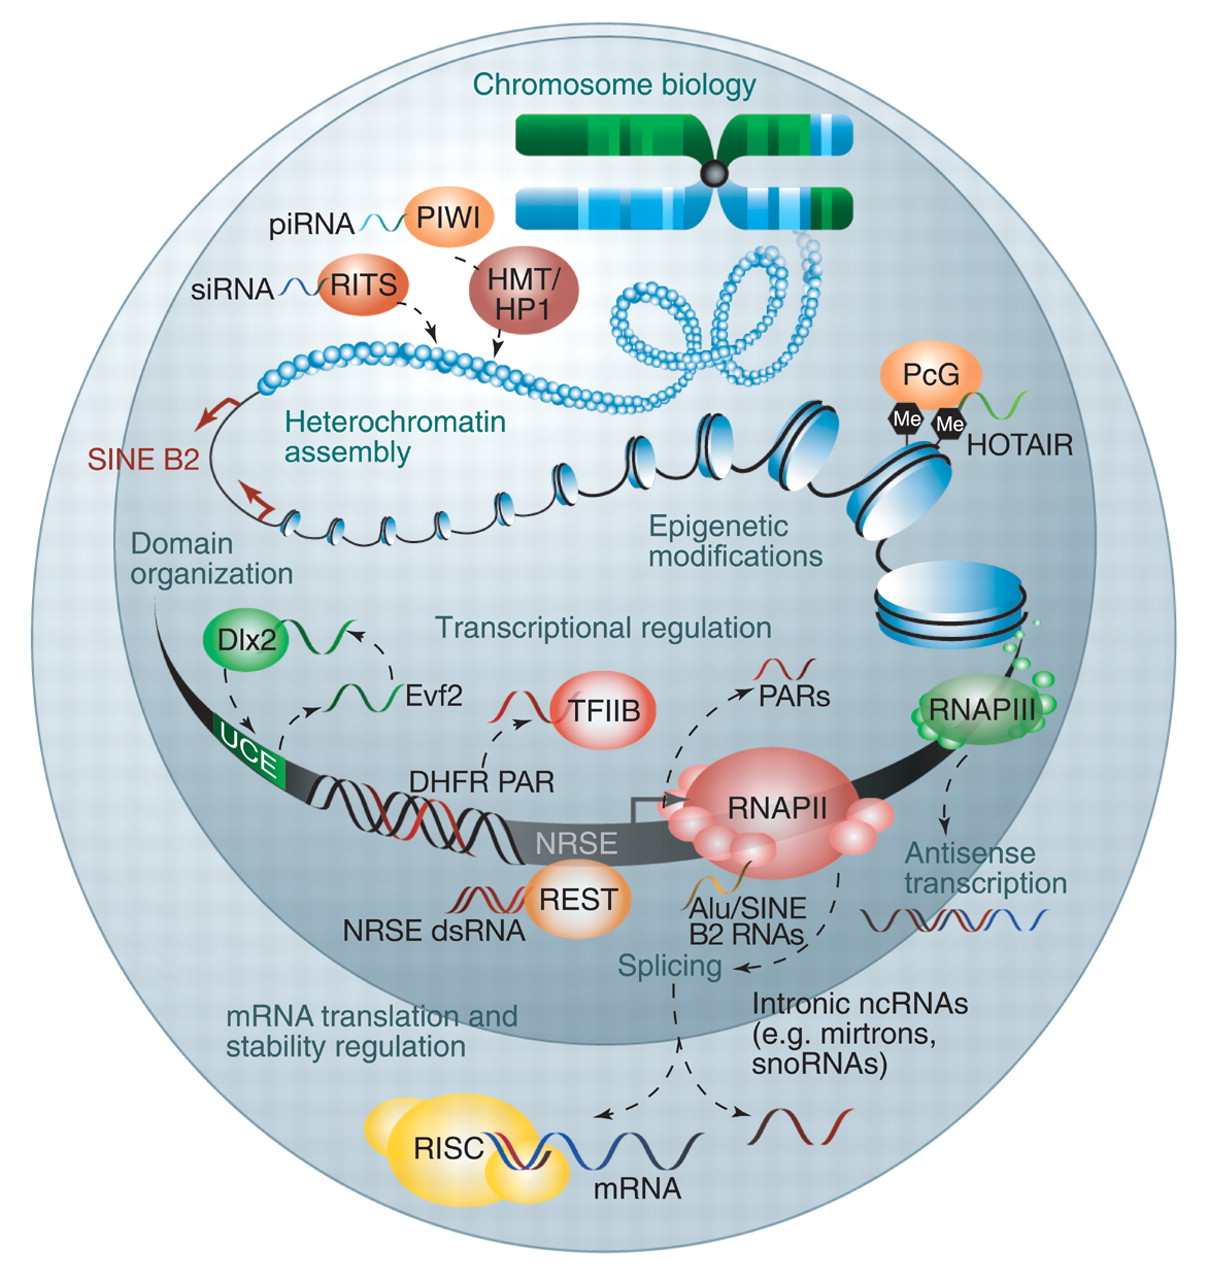 Chromosome biology
piRNA
PIWI
siRNA
RITS
HMT/
HP1
PcG
Me
Me
HOTAIR
Heterochromatin
assembly
SINE B2
Epigenetic
modifications
Domain
organization
Transcriptional regulation
Dlx2
Evf2
TFIIB
PARs
RNAPIII
UCE
DHFR PAR
RNAPII
NRSE
Antisense
transcription
REST
NRSE dsRNA
Alu/SINE
B2 RNAs
Splicing
Intronic ncRNAs
(e.g. mirtrons,
snoRNAs)
mRNA translation and
stability regulation
RISC
mRNA